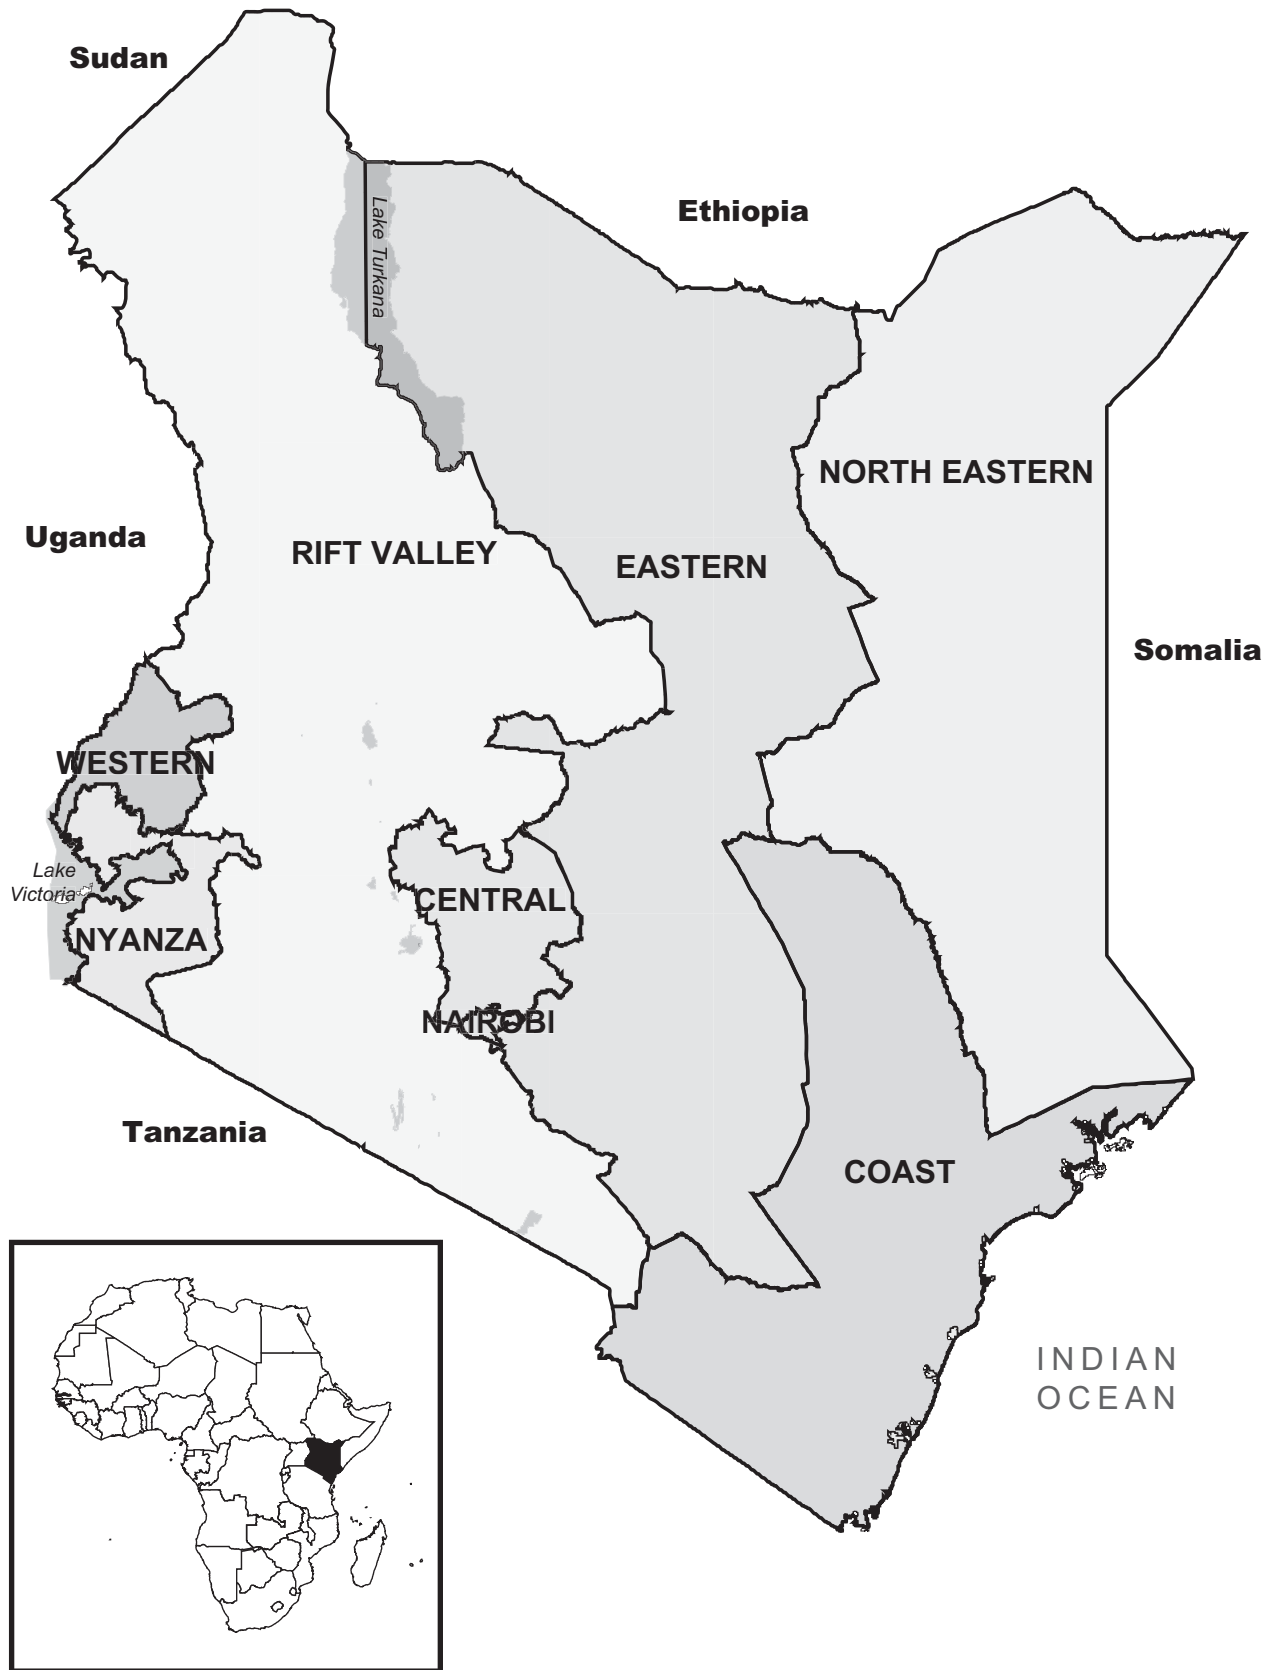 Sudan
Ethiopia
Lake Turkana
NORTH EASTERN
Uganda
RIFT VALLEY
EASTERN
Somalia
WESTERN
Lake
Victoria
CENTRAL
NYANZA
NAIROBI
Tanzania
COAST
INDIAN
OCEAN